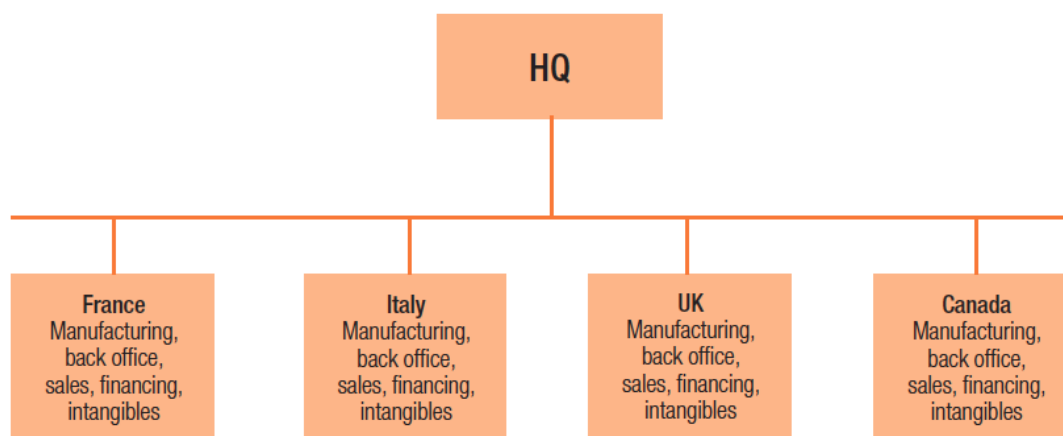 HQ
France
Manufacturing,
back office,
sales, financing,
intangibles
Italy
Manufacturing,
back office,
sales, financing,
intangibles
UK
Manufacturing,
back office,
sales, financing,
intangibles
Canada
Manufacturing,
back office,
sales, financing,
intangibles